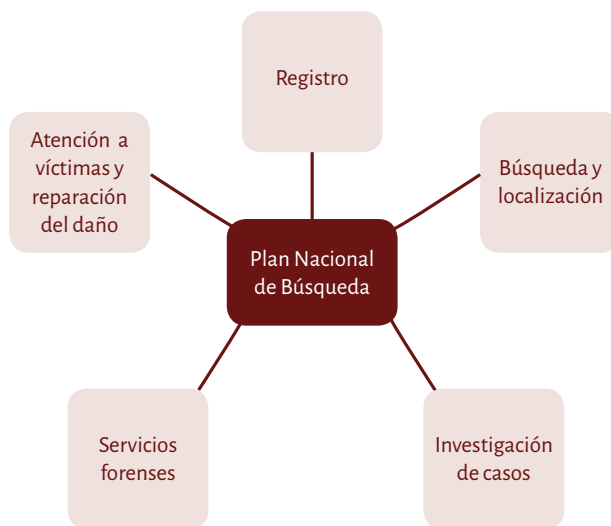 Registro
Atención a
víctimas y
reparación
del daño
Búsqueda y
localización
Plan Nacional
de Búsqueda
Servicios
forenses
Investigación
de casos